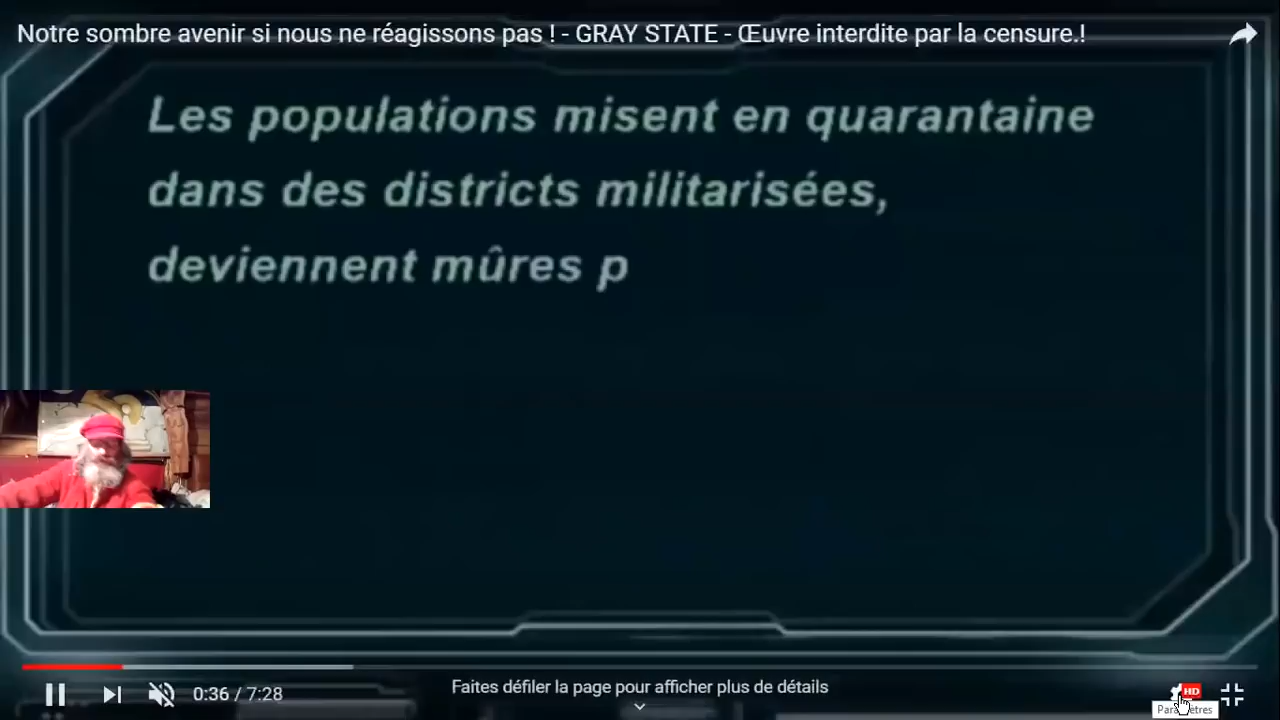 Notre sombre avenir si nous ne réagissons pas ! - GRAY STATE - Œuvre interdite par la censure.!
Les populations misent en quarantaine
dans des districts militarisées,
deviennent mûres p
0:36 / 7:28
Faites défiler la page pour afficher plus de détails
HD